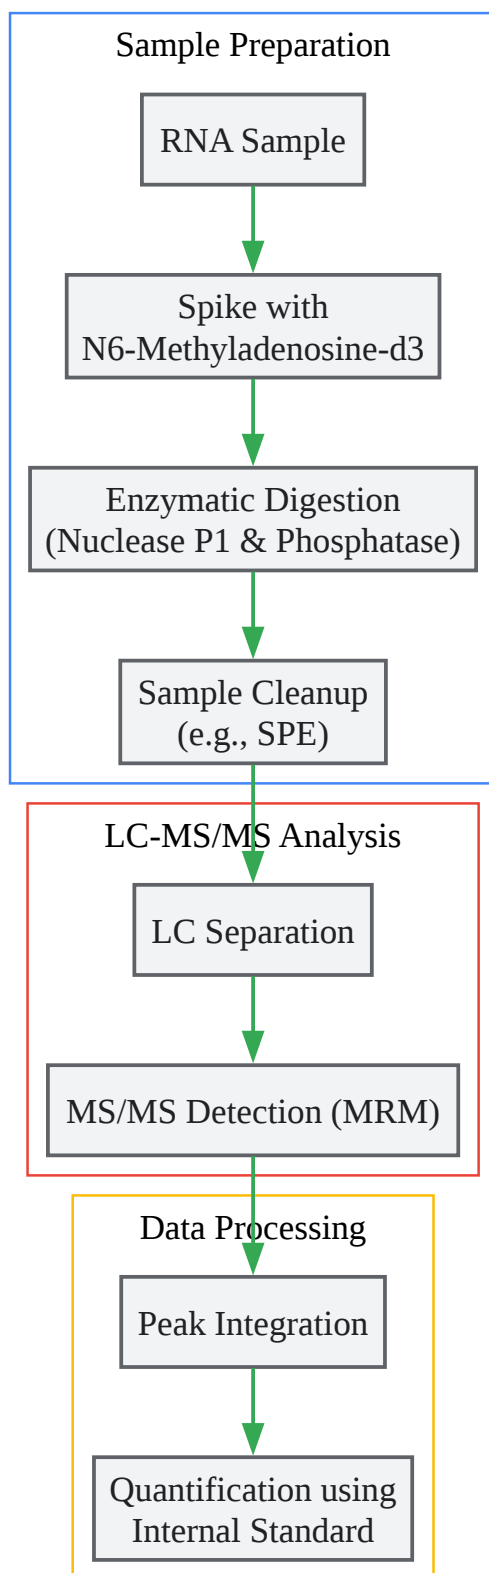 Sample Preparation
RNA Sample
Spike with
N6-Methyladenosine-d3
Enzymatic Digestion
(Nuclease P1 & Phosphatase)
Sample Cleanup
(e.g., SPE)
LC-MS/MS Analysis
LC Separation
MS/MS Detection (MRM)
Data Processing
Peak Integration
Quantification using
Internal Standard